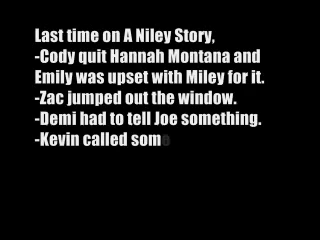 Last time on A Niley Story,
-Cody quit Hannah Montana and
Emily was upset with Miley for it.
-Zac jumped out the window.
-Demi had to tell Joe something.
-Kevin called somo